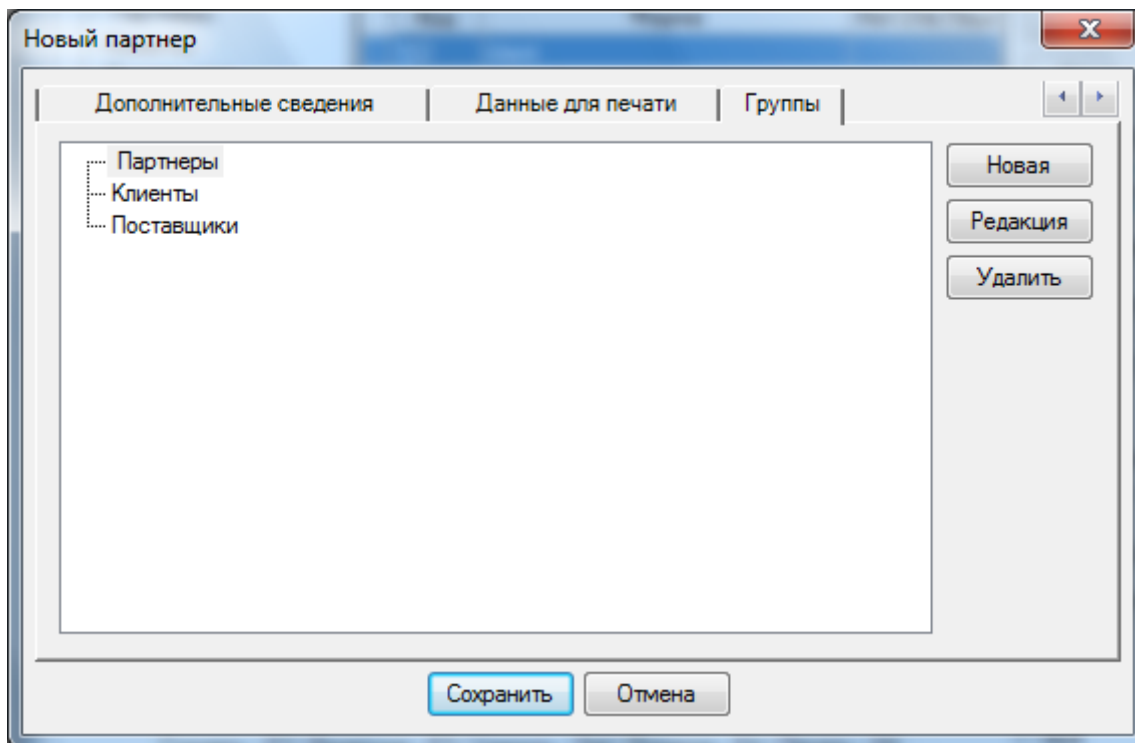 Новый партнер
Дополнительные сведения
Данные для печати
Группы
Партнеры
Клиенты
Поставщики
Новая
Редакция
Удалить
Сохранить
Отмена